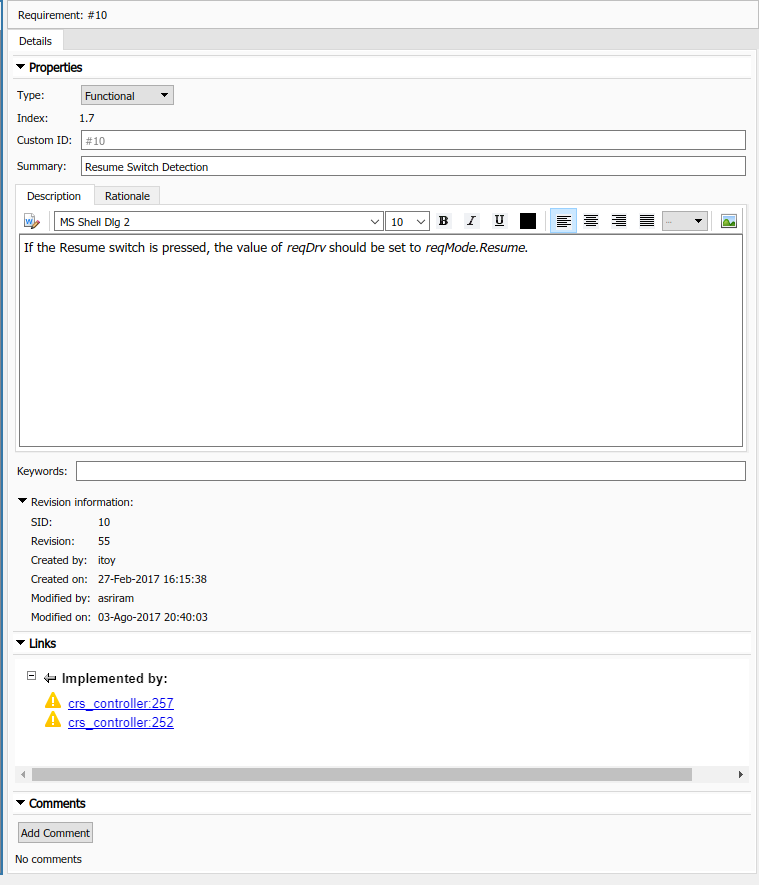 Requirement: #10
Details
Properties
Type: Functional
Index: 1.7
Custom ID: #10
Summary: Resume Switch Detection
Description Rationale
MS Shell Dlg 2 10 B I U ...
If the Resume switch is pressed, the value of reqDrv should be set to reqMode.Resume.
Keywords:
Revision information:
SID: 10
Revision: 55
Created by: itoy
Created on: 27-Feb-2017 16:15:38
Modified by: asriram
Modified on: 03-Ago-2017 20:40:03
Links
Implemented by:
crs_controller:257
crs_controller:252
Comments
Add Comment
No comments